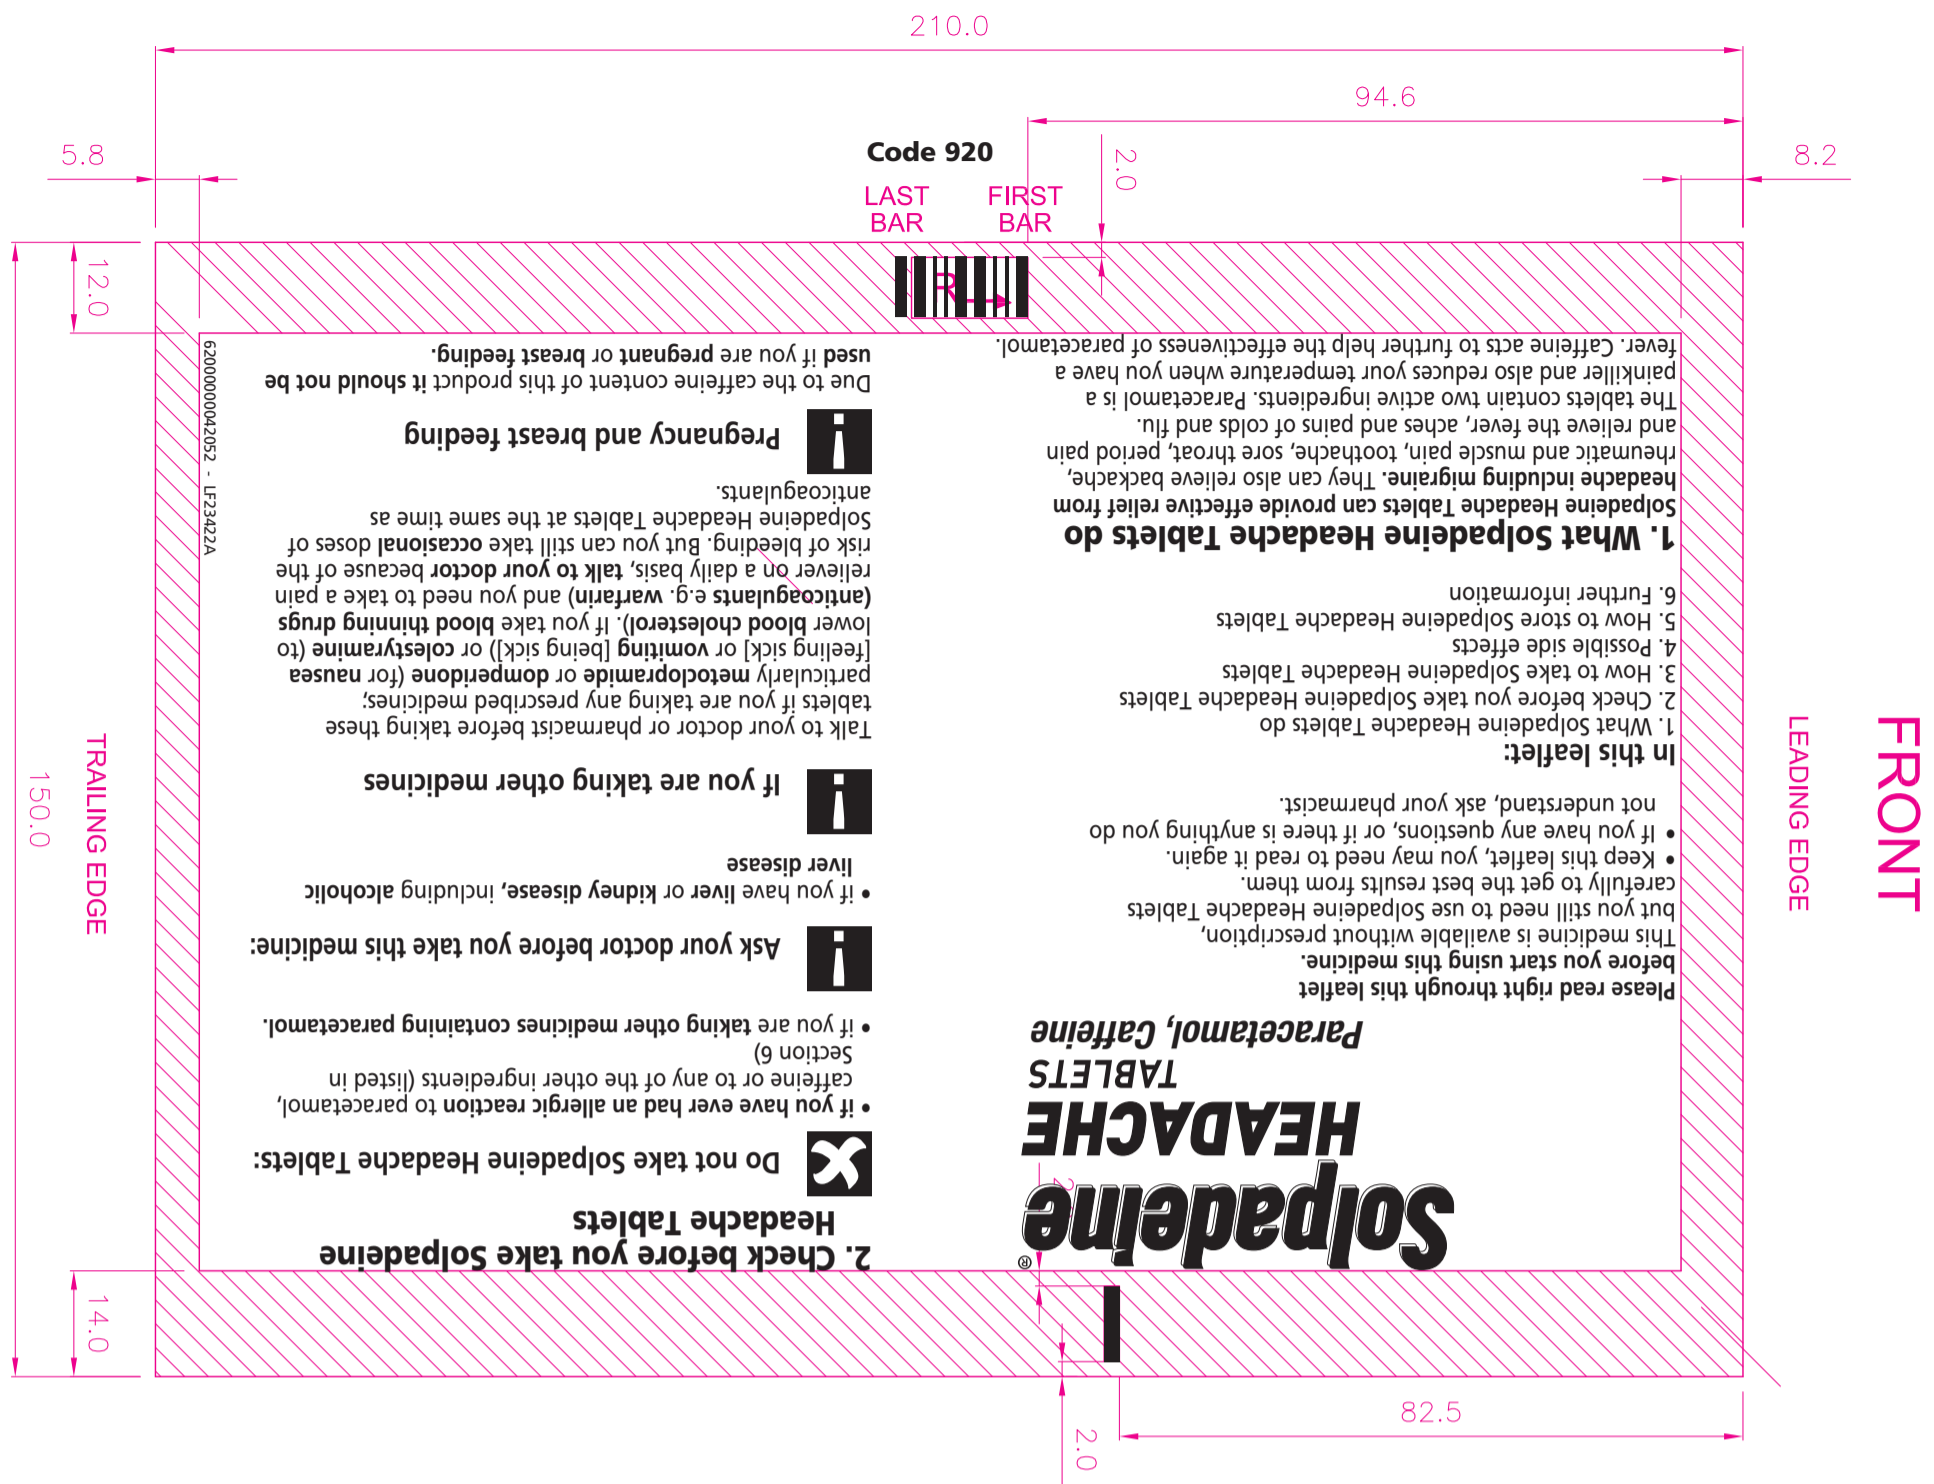 210.0
94.6
5.8
8.2
Code 920
2.0
LAST
BAR
FIRST
BAR
R
12.0
150.0
14.0
TRAILING EDGE
LEADING EDGE
FRONT
82.5
2.0
2
Solpadeine®
HEADACHE
TABLETS
Paracetamol, Caffeine
Please read right through this leaflet
before you start using this medicine.
This medicine is available without prescription,
but you still need to use Solpadeine Headache Tablets
carefully to get the best results from them.
• Keep this leaflet, you may need to read it again.
• If you have any questions, or if there is anything you do
not understand, ask your pharmacist.
In this leaflet:
1. What Solpadeine Headache Tablets do
2. Check before you take Solpadeine Headache Tablets
3. How to take Solpadeine Headache Tablets
4. Possible side effects
5. How to store Solpadeine Headache Tablets
6. Further information
1. What Solpadeine Headache Tablets do
Solpadeine Headache Tablets can provide effective relief from
headache including migraine. They can also relieve backache,
rheumatic and muscle pain, toothache, sore throat, period pain
and relieve the fever, aches and pains of colds and flu.
The tablets contain two active ingredients. Paracetamol is a
painkiller and also reduces your temperature when you have a
fever. Caffeine acts to further help the effectiveness of paracetamol.
2. Check before you take Solpadeine
Headache Tablets
Do not take Solpadeine Headache Tablets:
• if you have ever had an allergic reaction to paracetamol,
caffeine or to any of the other ingredients (listed in
Section 6)
• if you are taking other medicines containing paracetamol.
Ask your doctor before you take this medicine:
• if you have liver or kidney disease, including alcoholic
liver disease
If you are taking other medicines
Talk to your doctor or pharmacist before taking these
tablets if you are taking any prescribed medicines;
particularly metoclopramide or domperidone (for nausea
[feeling sick] or vomiting [being sick]) or colestyramine (to
lower blood cholesterol). If you take blood thinning drugs
(anticoagulants e.g. warfarin) and you need to take a pain
reliever on a daily basis, talk to your doctor because of the
risk of bleeding. But you can still take occasional doses of
Solpadeine Headache Tablets at the same time as
anticoagulants.
Pregnancy and breast feeding
Due to the caffeine content of this product it should not be
used if you are pregnant or breast feeding.
62000000042052 - LF23422A